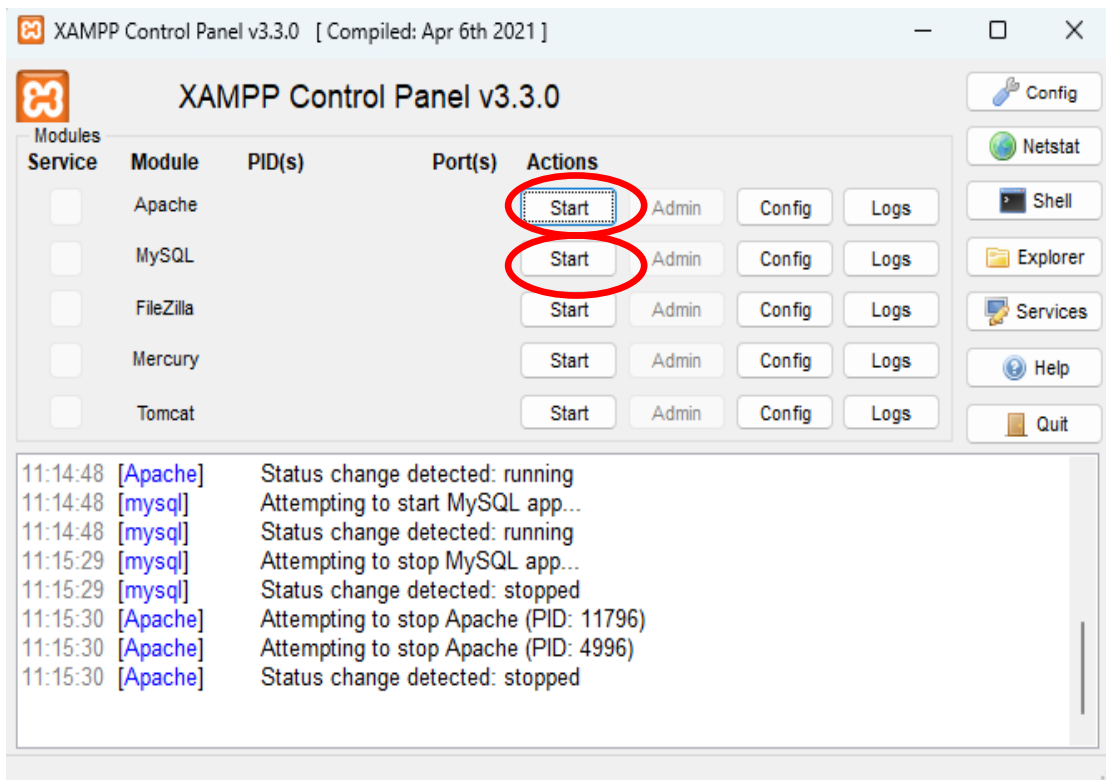 XAMPP Control Panel v3.3.0 [ Compiled: Apr 6th 2021 ]
XAMPP Control Panel v3.3.0
Config
Modules
Service Module PID(s) Port(s) Actions
Netstat
Apache Start Admin Config Logs
Shell
MySQL Start Admin Config Logs
Explorer
FileZilla Start Admin Config Logs
Services
Mercury Start Admin Config Logs
Help
Tomcat Start Admin Config Logs
Quit
11:14:48 [Apache] Status change detected: running
11:14:48 [mysql] Attempting to start MySQL app...
11:14:48 [mysql] Status change detected: running
11:15:29 [mysql] Attempting to stop MySQL app...
11:15:29 [mysql] Status change detected: stopped
11:15:30 [Apache] Attempting to stop Apache (PID: 11796)
11:15:30 [Apache] Attempting to stop Apache (PID: 4996)
11:15:30 [Apache] Status change detected: stopped